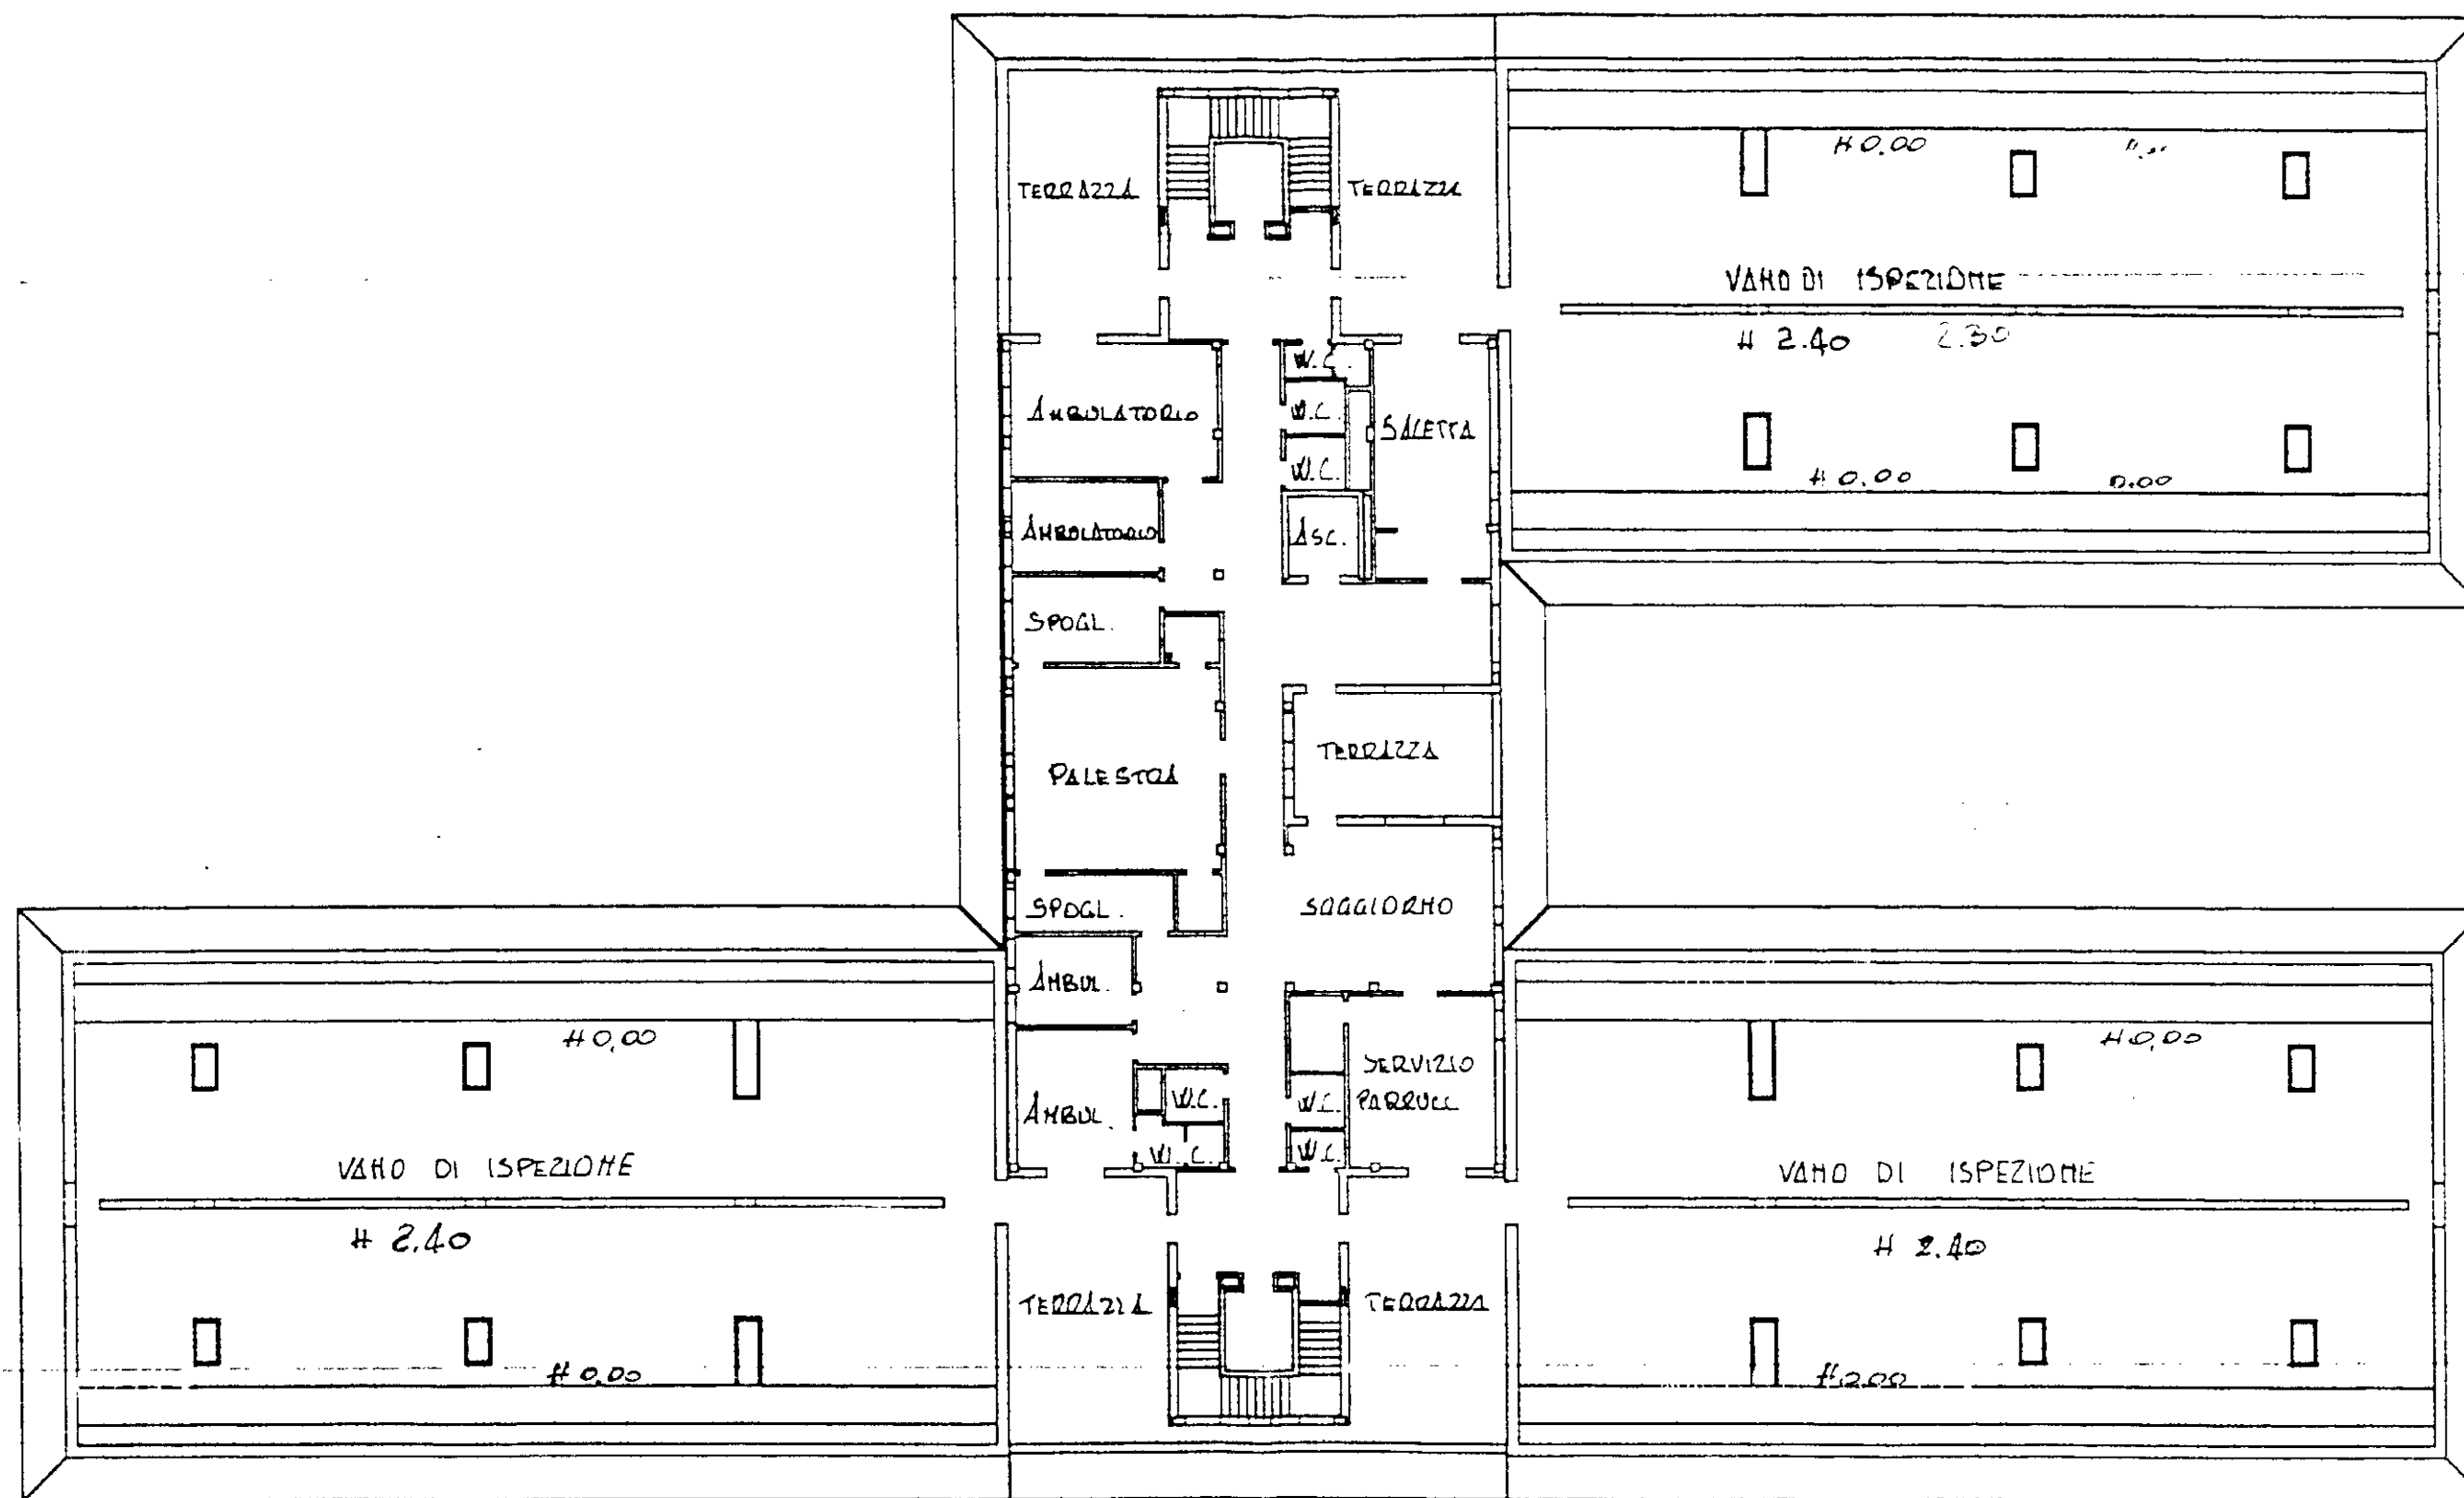 H 0.00
TERRAZZA
TERRAZZA
VANO DI ISPEZIONE
H 2.40 2.30
W.C.
AMBULATORIO
W.C.
SALETTA
W.C.
H 0.00 0.00
AMBULATORIO
ASC.
SPOGL.
TERRAZZA
PALESTRA
SPOGL.
SOGGIORNO
AMBUL.
H 0,00
H 0,00
SERVIZIO
PARRUCC
AMBUL.
W.C.
W.C.
W.C.
W.C.
VANO DI ISPEZIONE
VANO DI ISPEZIONE
H 2.40
H 2.40
TERRAZZA
TERRAZZA
H 0.00
H 0.00